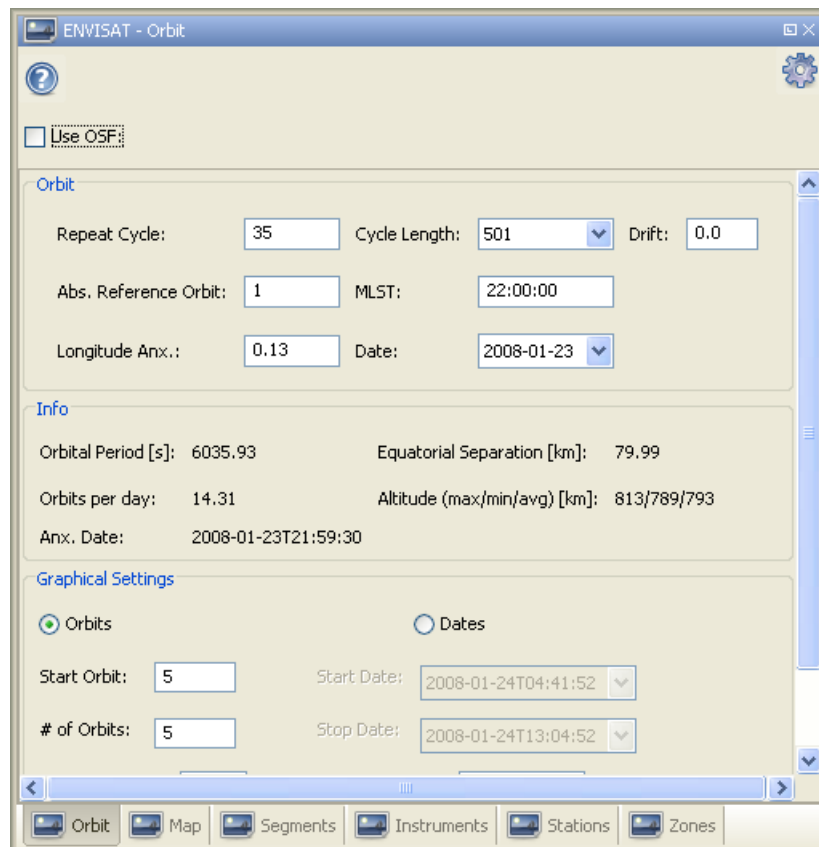 ENVISAT - Orbit
Use OSF:
Orbit
Repeat Cycle: 35 Cycle Length: 501 Drift: 0.0
Abs. Reference Orbit: 1 MLST: 22:00:00
Longitude Anx.: 0.13 Date: 2008-01-23
Info
Orbital Period [s]: 6035.93 Equatorial Separation [km]: 79.99
Orbits per day: 14.31 Altitude (max/min/avg) [km]: 813/789/793
Anx. Date: 2008-01-23T21:59:30
Graphical Settings
Orbits Dates
Start Orbit: 5 Start Date: 2008-01-24T04:41:52
# of Orbits: 5 Stop Date: 2008-01-24T13:04:52
Orbit Map Segments Instruments Stations Zones